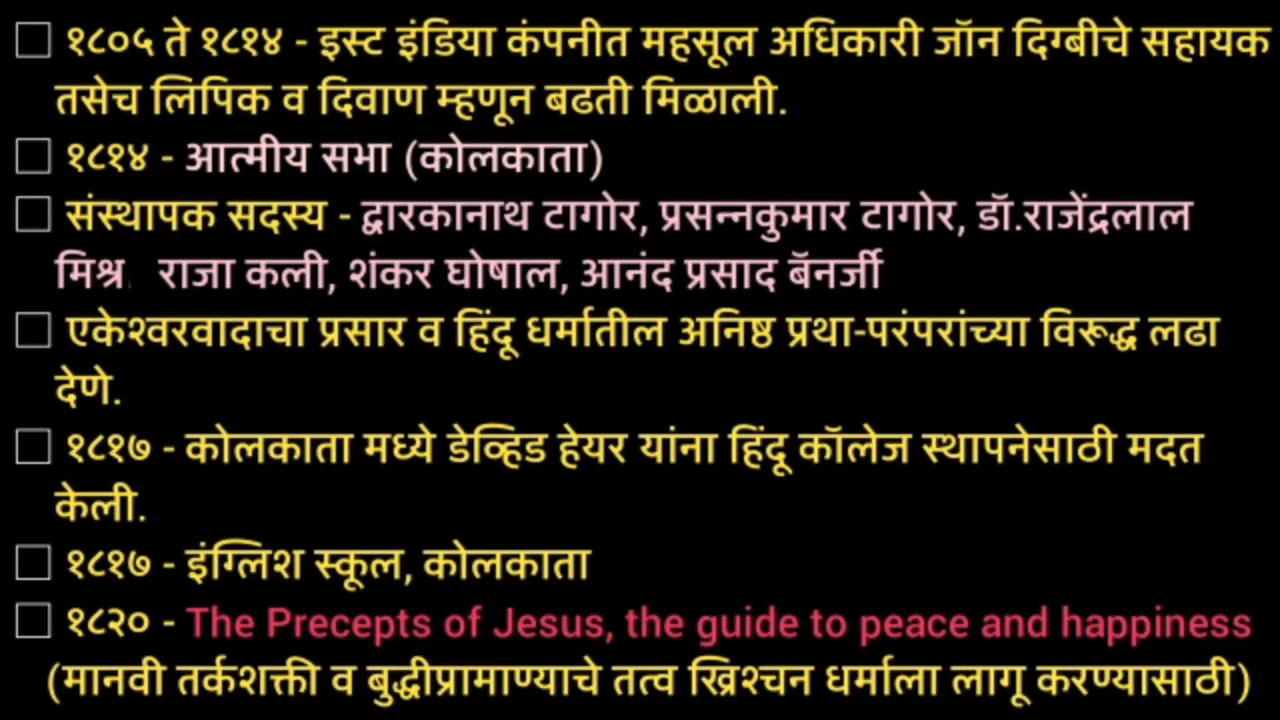 १८०५ ते १८१४ - इस्ट इंडिया कंपनीत महसूल अधिकारी जॉन दिग्बीचे सहायक
तसेच लिपिक व दिवाण म्हणून बढती मिळाली.
१८१४ - आत्मीय सभा (कोलकाता)
संस्थापक सदस्य - द्वारकानाथ टागोर, प्रसन्नकुमार टागोर, डॉ.राजेंद्रलाल
मिश्र, राजा कली, शंकर घोषाल, आनंद प्रसाद बॅनर्जी
एकेश्वरवादाचा प्रसार व हिंदू धर्मातील अनिष्ठ प्रथा-परंपरांच्या विरूद्ध लढा
देणे.
१८१७ - कोलकाता मध्ये डेव्हिड हेयर यांना हिंदू कॉलेज स्थापनेसाठी मदत
केली.
१८१७ - इंग्लिश स्कूल, कोलकाता
१८२० - The Precepts of Jesus, the guide to peace and happiness
(मानवी तर्कशक्ती व बुद्धीप्रामाण्याचे तत्व ख्रिश्चन धर्माला लागू करण्यासाठी)